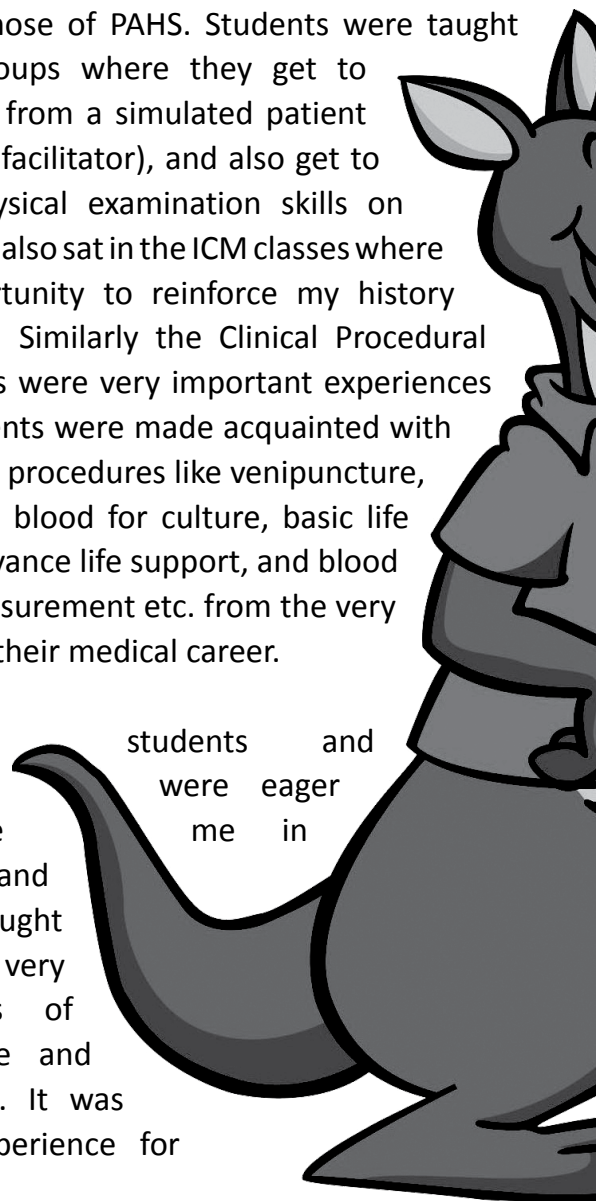 hose of PAHS. Students were taught
oups where they get to
from a simulated patient
facilitator), and also get to
ysical examination skills on
also sat in the ICM classes where
rtunity to reinforce my history
Similarly the Clinical Procedural
s were very important experiences
ents were made acquainted with
procedures like venipuncture,
blood for culture, basic life
vance life support, and blood
surement etc. from the very
their medical career.
students and
were eager
e me in
and
ught
very
s of
e and
. It was
perience for